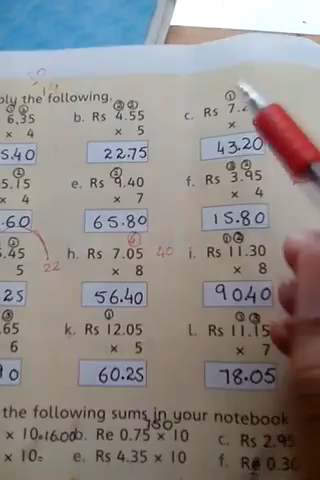 ply the following.
6.35 b. Rs 4.55 c. Rs 7.2
× 4 × 5 ×
5.40 22.75 43.20
5.15 e. Rs 9.40 f. Rs 3.95
× 4 × 7 × 4
.60 65.80 15.80
.45 h. Rs 7.05 40 i. Rs 11.30
5 22 × 8 × 8
25 56.40 90.40
.65 k. Rs 12.05 l. Rs 11.15
6 × 5 × 7
60.25 78.05
the following sums in your notebook
× 10 = b. Re 0.75 × 10 c. Rs 2.95
× 10 = e. Rs 4.35 × 10 f. Re 0.30